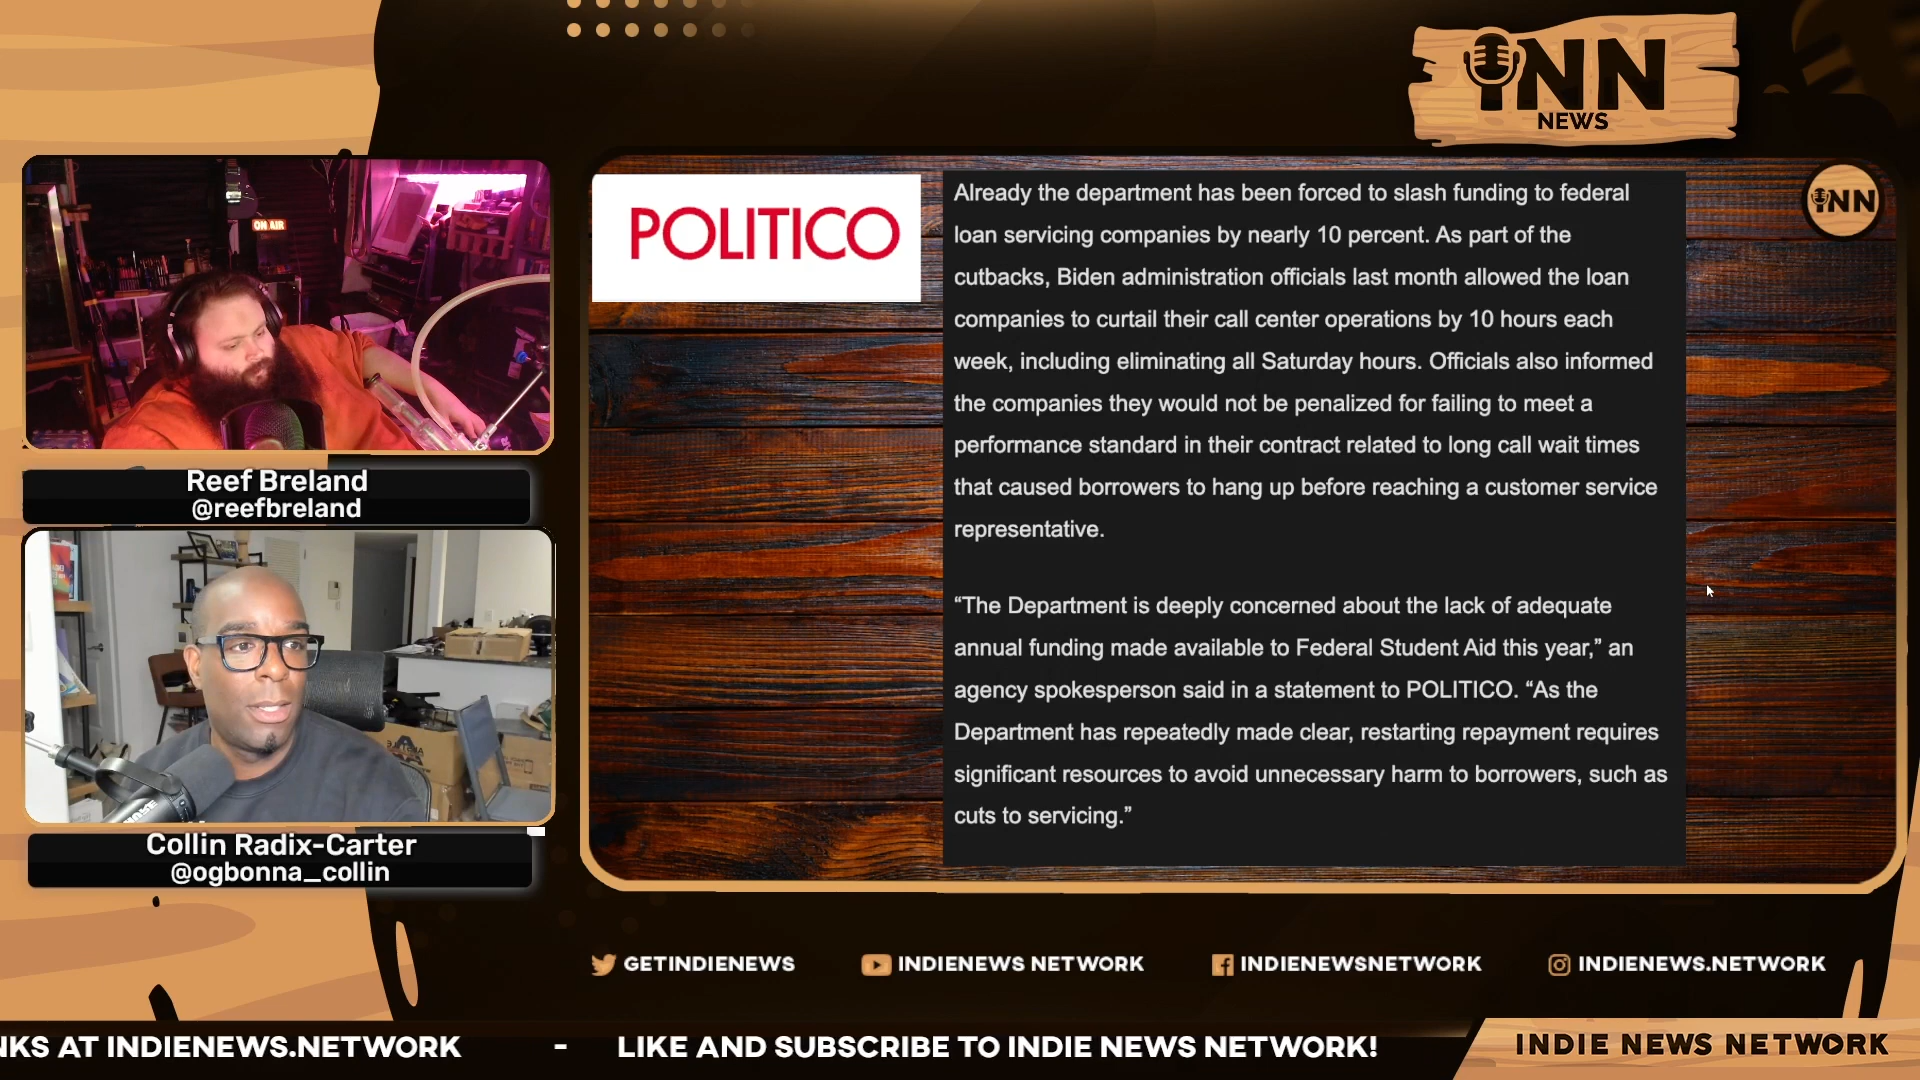 iNN
NEWS
ON AIR
Reef Breland
@reefbreland
Collin Radix-Carter
@ogbonna_collin
POLITICO
Already the department has been forced to slash funding to federal
loan servicing companies by nearly 10 percent. As part of the
cutbacks, Biden administration officials last month allowed the loan
companies to curtail their call center operations by 10 hours each
week, including eliminating all Saturday hours. Officials also informed
the companies they would not be penalized for failing to meet a
performance standard in their contract related to long call wait times
that caused borrowers to hang up before reaching a customer service
representative.
“The Department is deeply concerned about the lack of adequate
annual funding made available to Federal Student Aid this year,” an
agency spokesperson said in a statement to POLITICO. “As the
Department has repeatedly made clear, restarting repayment requires
significant resources to avoid unnecessary harm to borrowers, such as
cuts to servicing.”
iNN
GETINDIENEWS
INDIENEWS NETWORK
INDIENEWSNETWORK
INDIENEWS.NETWORK
NKS AT INDIENEWS.NETWORK - LIKE AND SUBSCRIBE TO INDIE NEWS NETWORK!
INDIE NEWS NETWORK